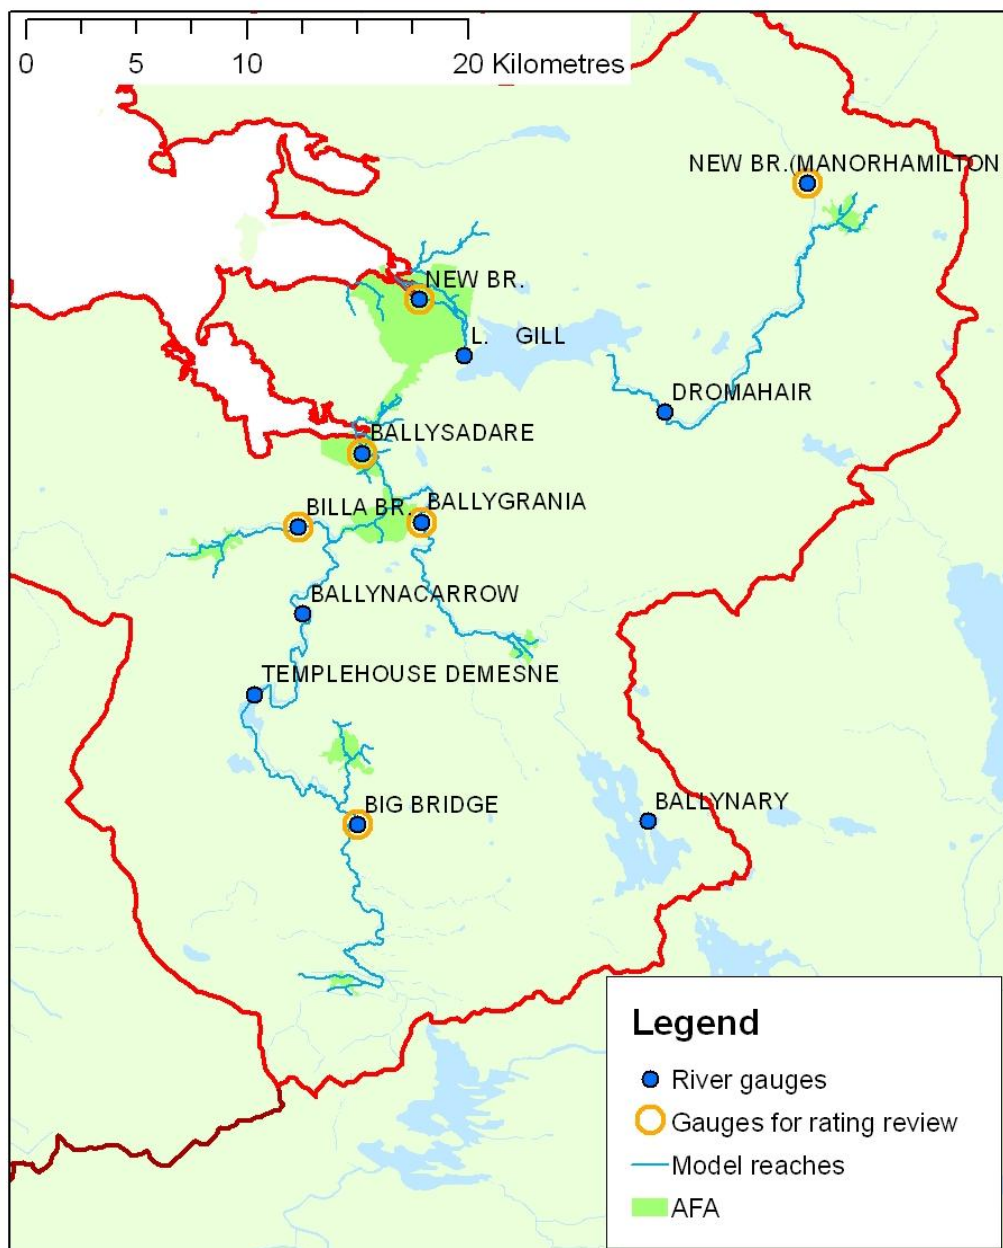 0 5 10 20 Kilometres
NEW BR.(MANORHAMILTON
NEW BR.
L. GILL
DROMAHAIR
BALLYSADARE
BILLA BR.
BALLYGRANIA
BALLYNACARROW
TEMPLEHOUSE DEMESNE
BIG BRIDGE
BALLYNARY
Legend
River gauges
Gauges for rating review
Model reaches
AFA